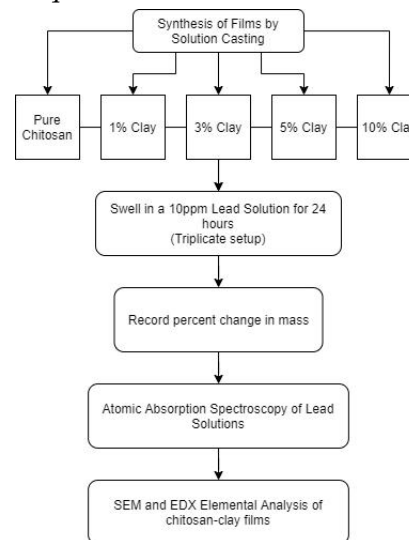 Synthesis of Films by
Solution Casting
Pure
Chitosan
1% Clay
3% Clay
5% Clay
10% Cla
Swell in a 10ppm Lead Solution for 24
hours
(Triplicate setup)
Record percent change in mass
Atomic Absorption Spectroscopy of Lead
Solutions
SEM and EDX Elemental Analysis of
chitosan-clay films